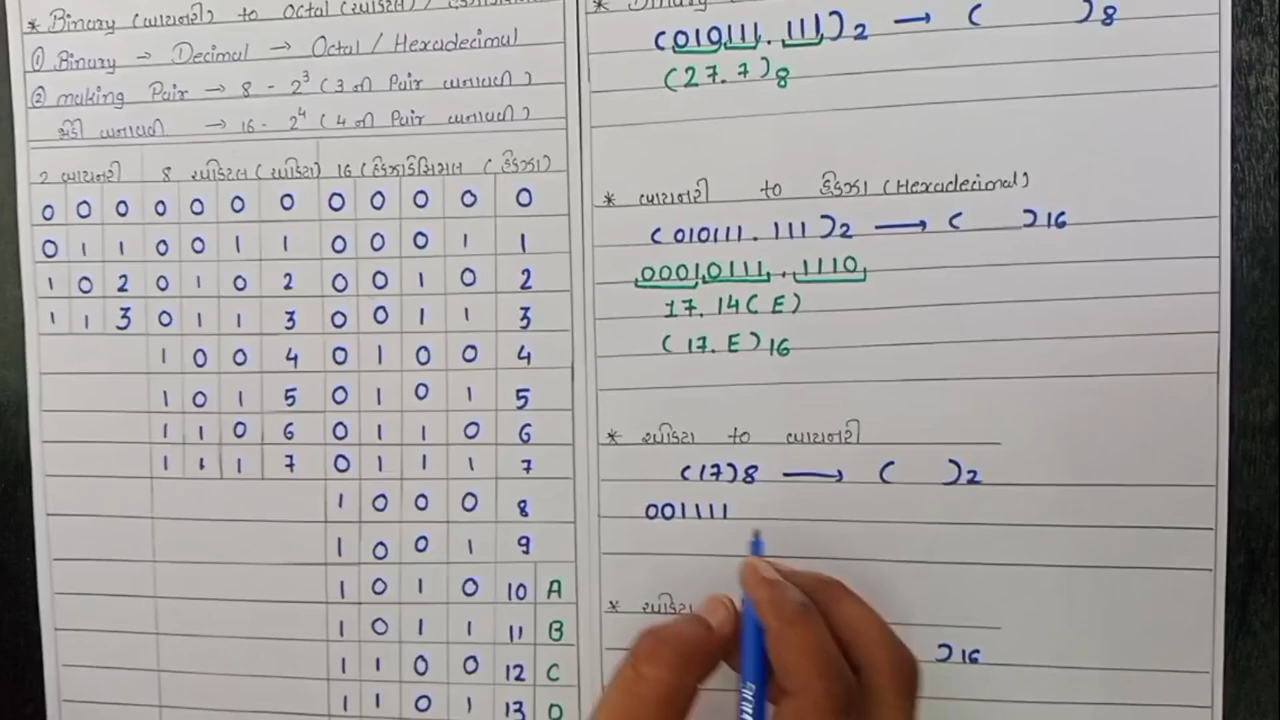 * Binary (બાયનરી) to Octal
① Binary → Decimal → Octal / Hexadecimal
② making Pair → 8 - 2³ (3 ની Pair બનાવવી)
બનાવવી → 16 - 2⁴ (4 ની Pair બનાવવી)
2 બાયનરી 8 16
0 0 0 0 0 0 0 0 0 0 0 0
0 1 1 0 0 1 1 0 0 0 1 1
1 0 2 0 1 0 2 0 0 1 0 2
1 1 3 0 1 1 3 0 0 1 1 3
1 0 0 4 0 1 0 0 4
1 0 1 5 0 1 0 1 5
1 1 0 6 0 1 1 0 6
1 1 1 7 0 1 1 1 7
1 0 0 0 8
1 0 0 1 9
1 0 1 0 10 A
1 0 1 1 11 B
1 1 0 0 12 C
1 1 0 1 13 D
* Binary
(010111.111)2 → ( )8
(27.7)8
* બાયનરી to હેક્ઝા (Hexadecimal)
(010111.111)2 → ( )16
00010111.1110
17.14(E)
(17.E)16
* ઓક્ટા to બાયનરી
(17)8 → ( )2
001111
* ઓક્ટા
)16